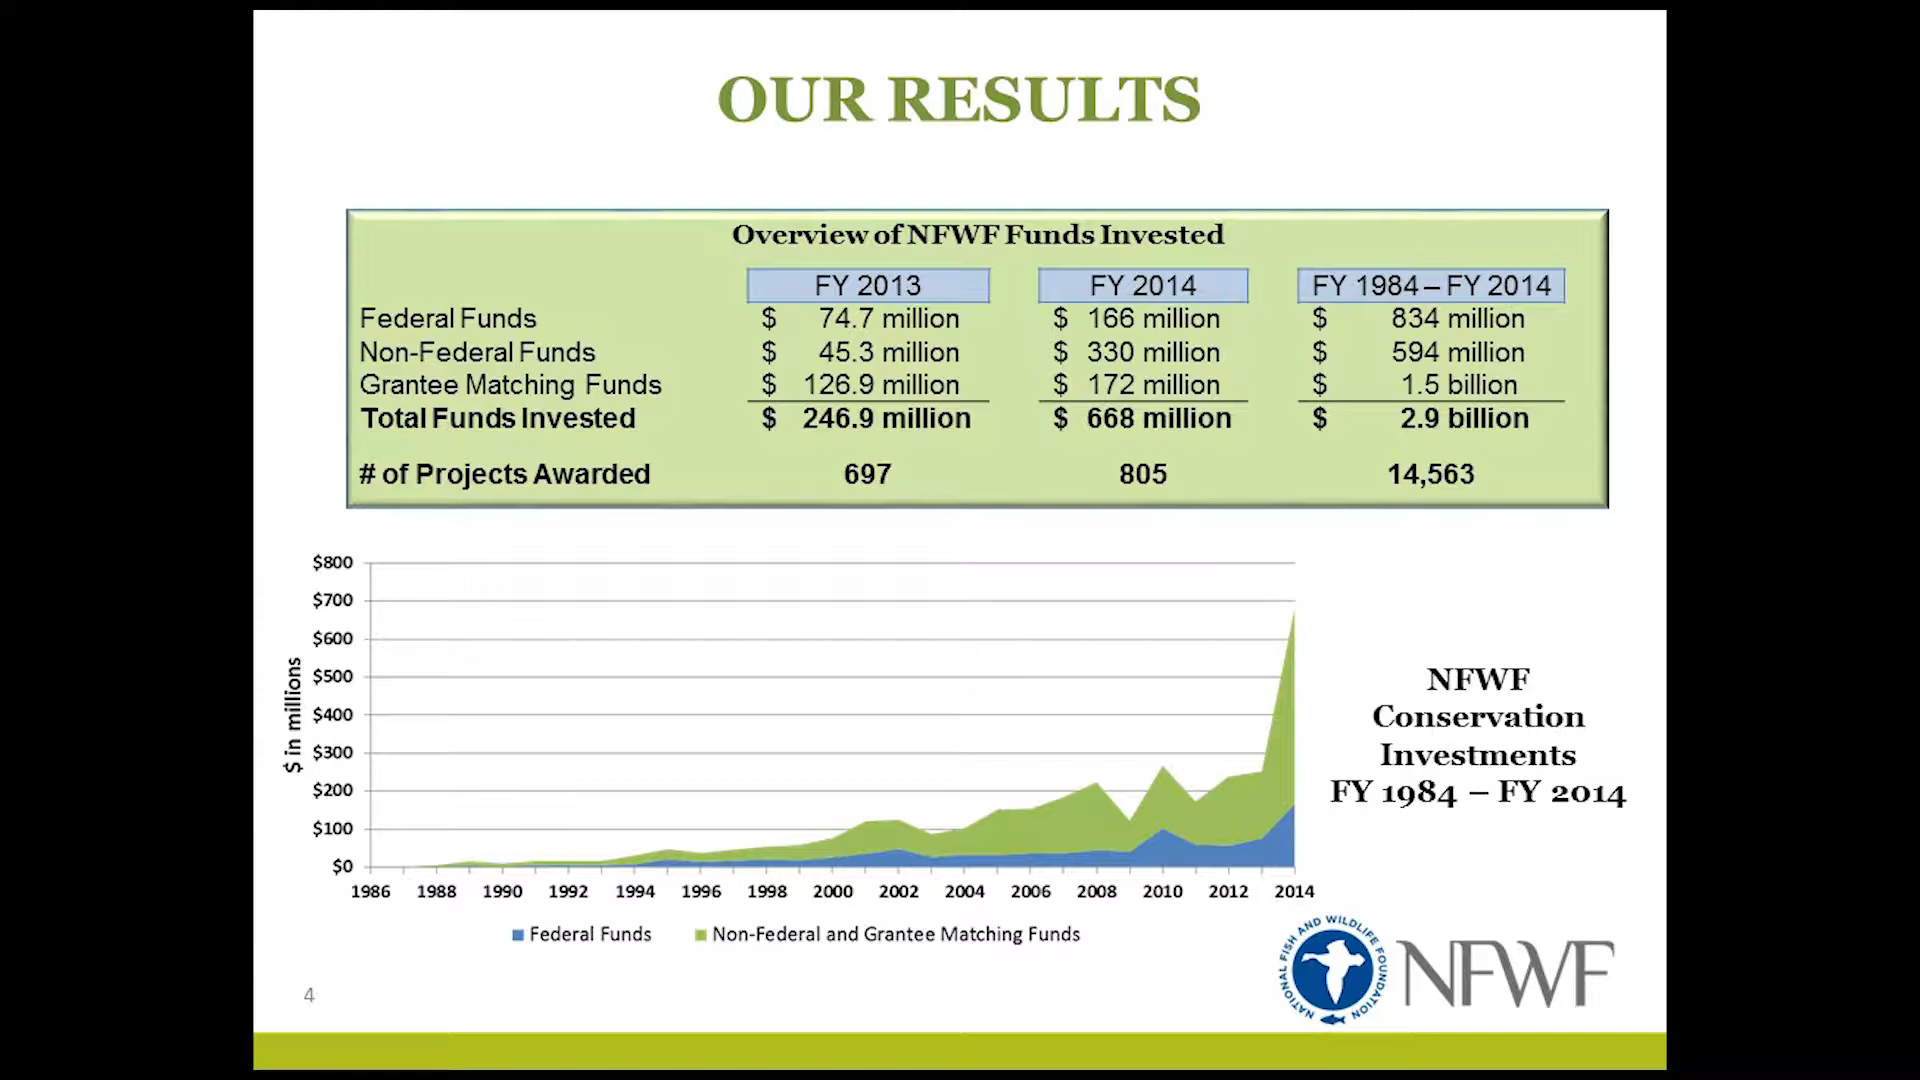 OUR RESULTS
Overview of NFWF Funds Invested
FY 2013 FY 2014 FY 1984 – FY 2014
Federal Funds $ 74.7 million $ 166 million $ 834 million
Non-Federal Funds $ 45.3 million $ 330 million $ 594 million
Grantee Matching Funds $ 126.9 million $ 172 million $ 1.5 billion
Total Funds Invested $ 246.9 million $ 668 million $ 2.9 billion
# of Projects Awarded 697 805 14,563
$800
$700
$600
$500
$400
$300
$200
$100
$0
$ in millions
1986 1988 1990 1992 1994 1996 1998 2000 2002 2004 2006 2008 2010 2012 2014
Federal Funds Non-Federal and Grantee Matching Funds
NFWF
Conservation
Investments
FY 1984 – FY 2014
NATIONAL FISH AND WILDLIFE FOUNDATION
NFWF
4